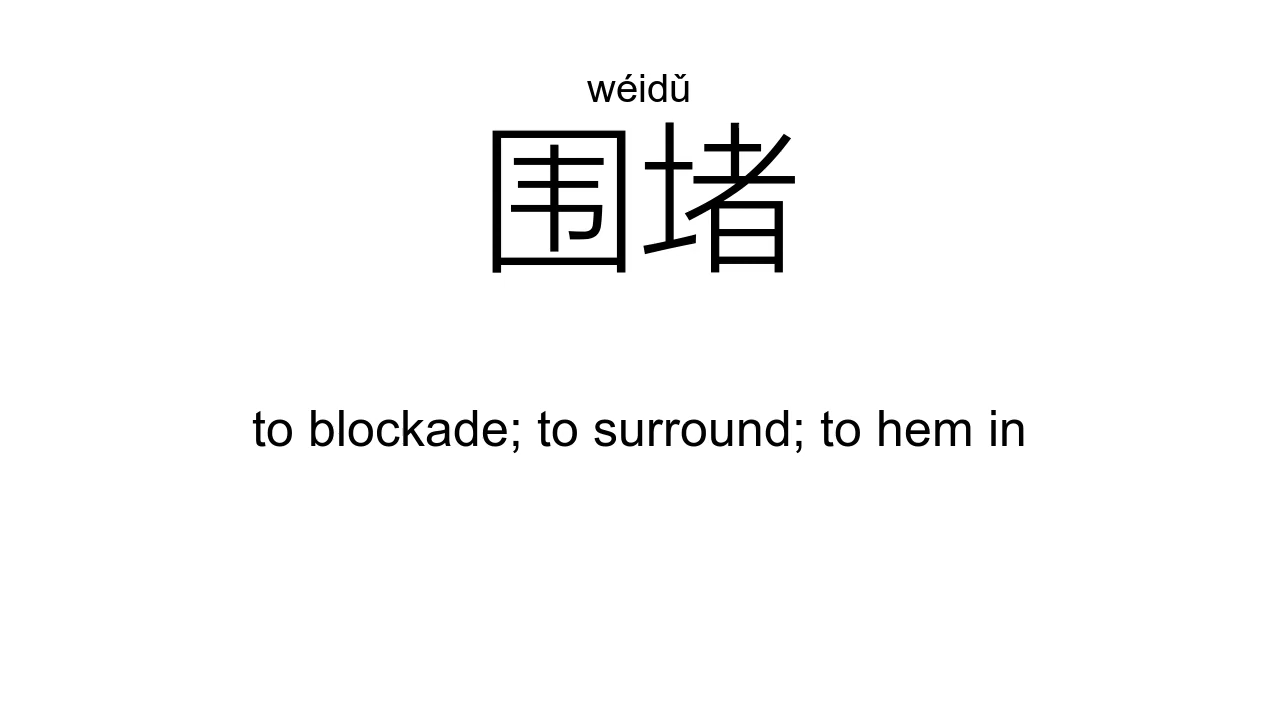 wéidǔ
围堵
to blockade; to surround; to hem in